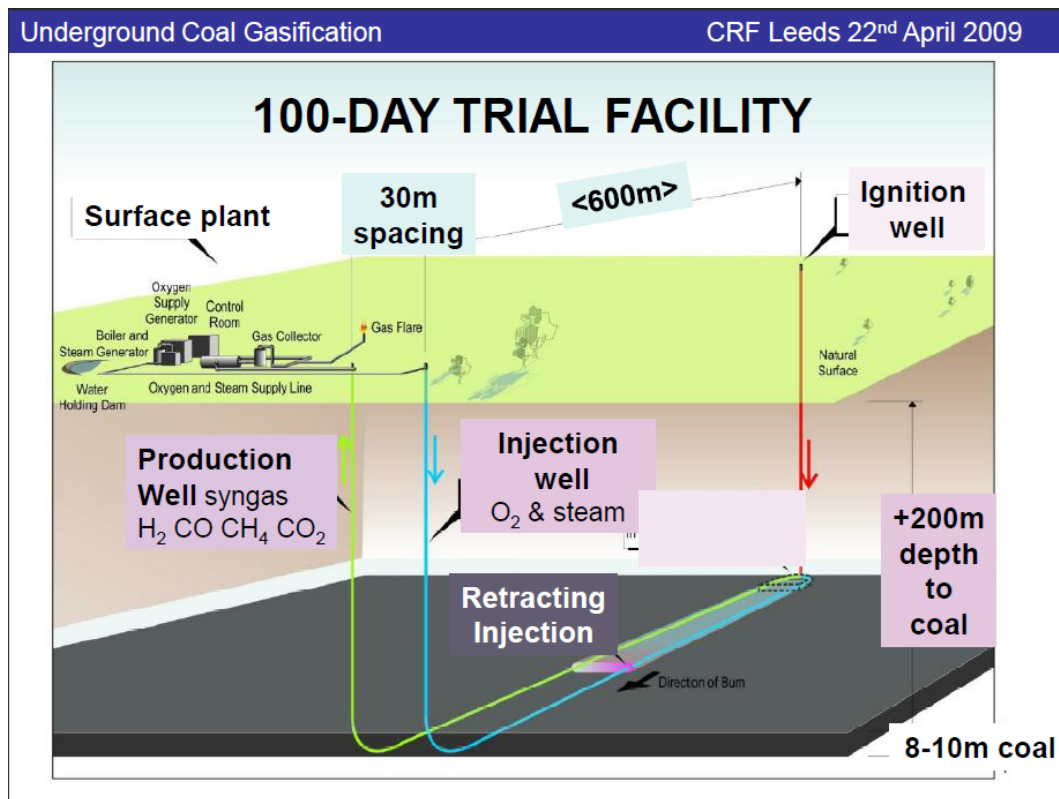 Underground Coal Gasification
CRF Leeds 22nd April 2009
100-DAY TRIAL FACILITY
Surface plant
30m
spacing
<600m>
Ignition
well
Oxygen
Supply
Generator
Control
Room
Boiler and
Steam Generator
Gas Collector
Gas Flare
Water
Holding Dam
Oxygen and Steam Supply Line
Natural
Surface
Production
Well syngas
H₂ CO CH₄ CO₂
Injection
well
O₂ & steam
+200m
depth
to
coal
Retracting
Injection
Direction of Burn
8-10m coal